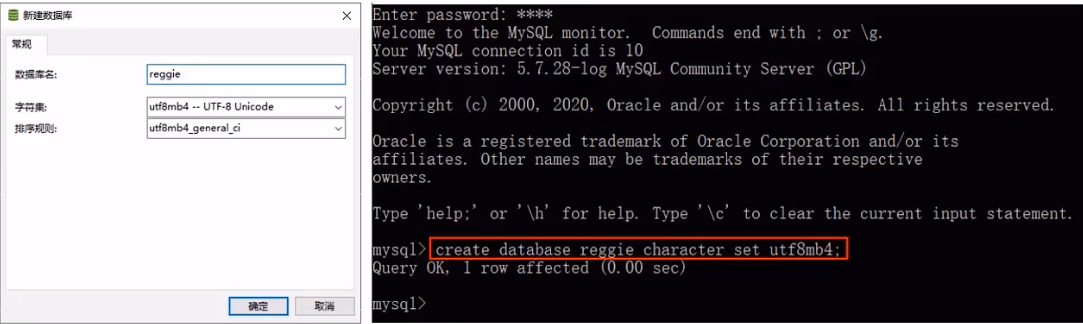 新建数据库
常规
数据库名:
reggie
字符集:
utf8mb4 -- UTF-8 Unicode
排序规则:
utf8mb4_general_ci
确定
取消
Enter password: ****
Welcome to the MySQL monitor.  Commands end with ; or \g.
Your MySQL connection id is 10
Server version: 5.7.28-log MySQL Community Server (GPL)
Copyright (c) 2000, 2020, Oracle and/or its affiliates. All rights reserved.
Oracle is a registered trademark of Oracle Corporation and/or its
affiliates. Other names may be trademarks of their respective
owners.
Type 'help;' or '\h' for help. Type '\c' to clear the current input statement.
mysql> create database reggie character set utf8mb4;
Query OK, 1 row affected (0.00 sec)
mysql>